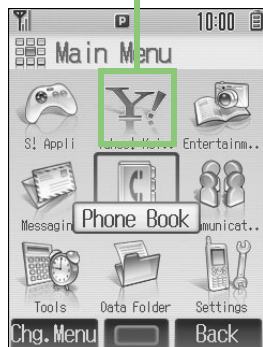 P 10:00
Main Menu
Y!
S! Appli Entertainm..
Messagin Phone Book municat..
Tools Data Folder Settings
Chg.Menu Back